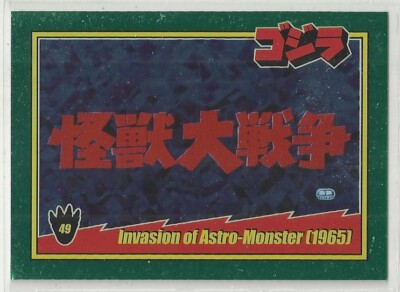 ゴジラ
怪獣大戦争
49
Invasion of Astro-Monster (1965)